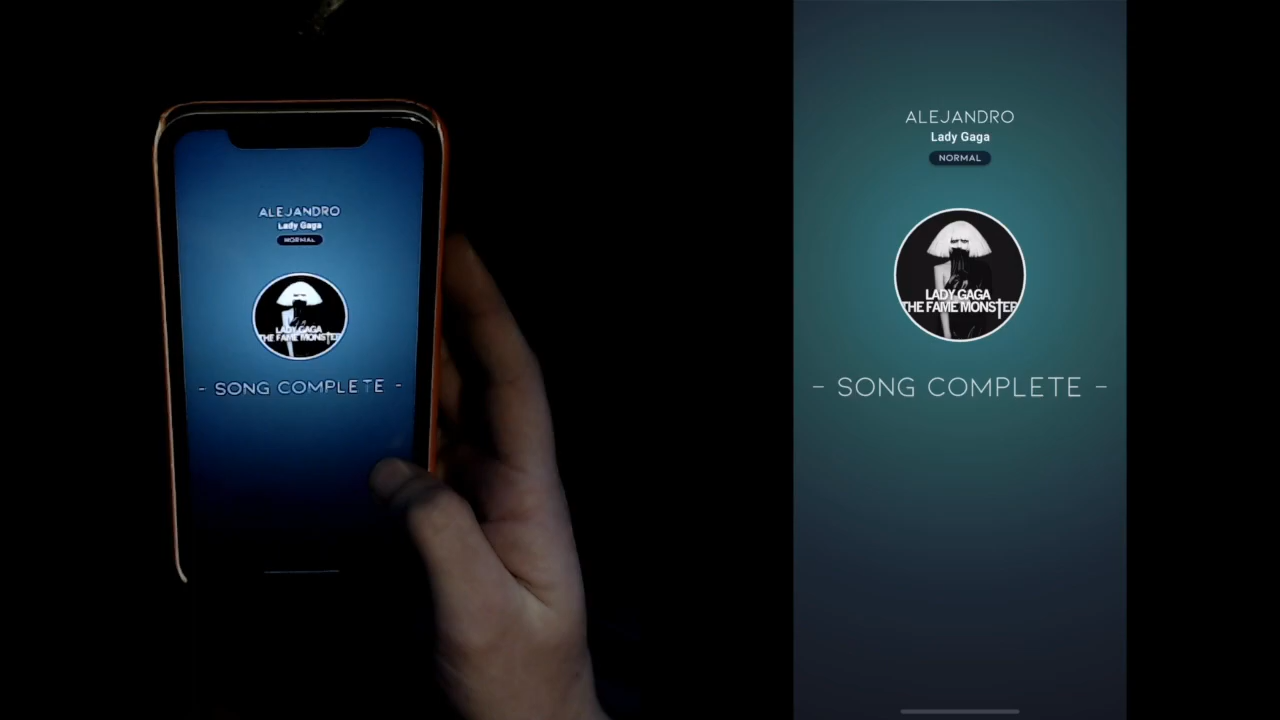 ALEJANDRO
Lady Gaga
NORMAL
LADY GAGA
THE FAME MONSTER
- SONG COMPLETE -
ALEJANDRO
Lady Gaga
NORMAL
LADY GAGA
THE FAME MONSTER
- SONG COMPLETE -